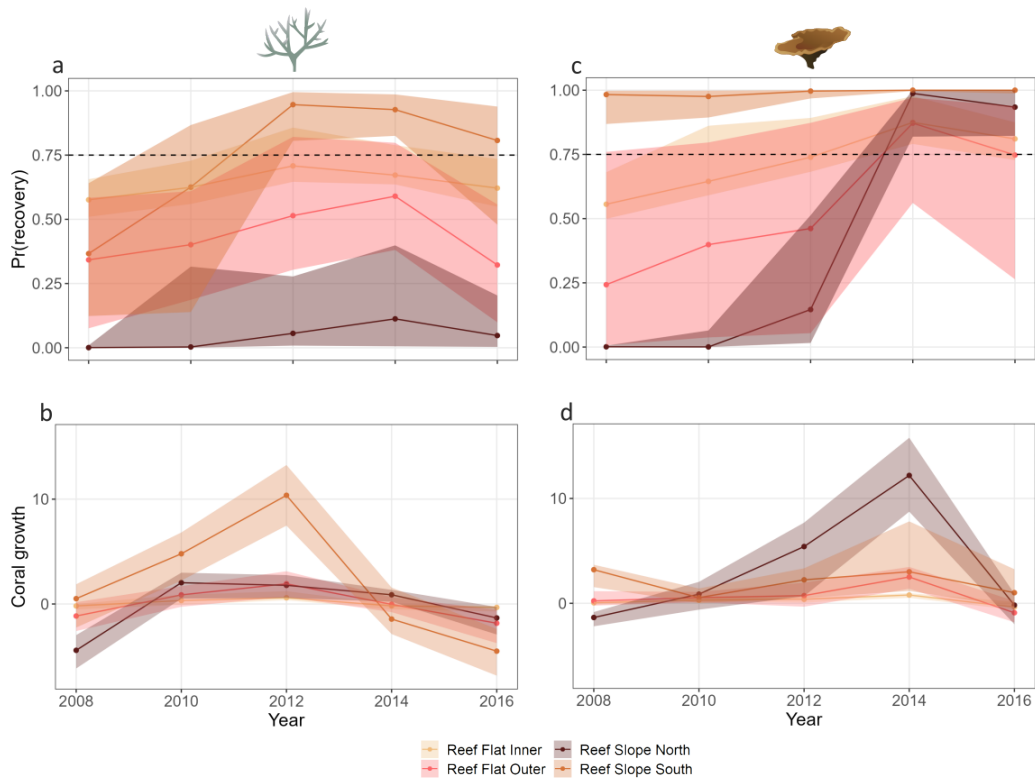 a
c
1.00
0.75
0.50
0.25
0.00
Pr(recovery)
1.00
0.75
0.50
0.25
0.00
b
d
10
0
Coral growth
10
0
2008 2010 2012 2014 2016
Year
2008 2010 2012 2014 2016
Year
Reef Flat Inner Reef Slope North
Reef Flat Outer Reef Slope South